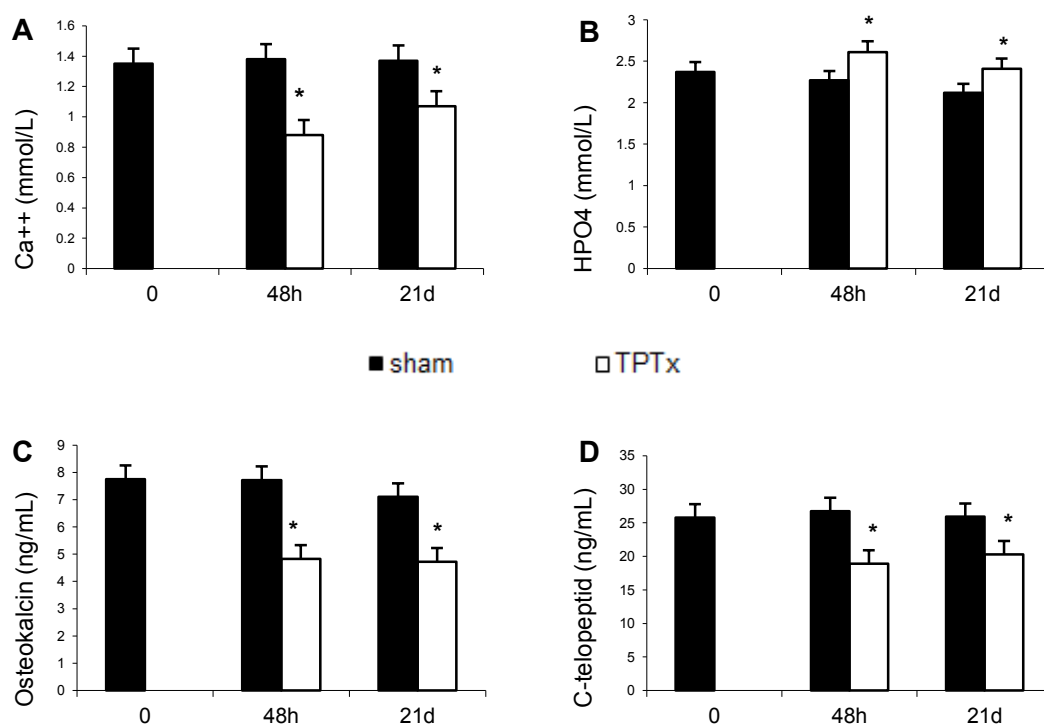 A
Ca++ (mmol/L)
1.6
1.4
1.2
1
0.8
0.6
0.4
0.2
0
* *
0 48h 21d
B
HPO4 (mmol/L)
3
2.5
2
1.5
1
0.5
0
* *
0 48h 21d
sham TPTx
C
Osteokalcin (ng/mL)
9
8
7
6
5
4
3
2
1
0
* *
0 48h 21d
D
C-telopeptid (ng/mL)
35
30
25
20
15
10
5
0
* *
0 48h 21d